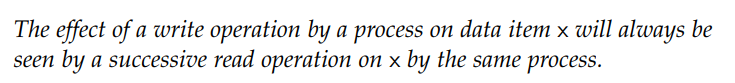 The effect of a write operation by a process on data item x will always be
seen by a successive read operation on x by the same process.